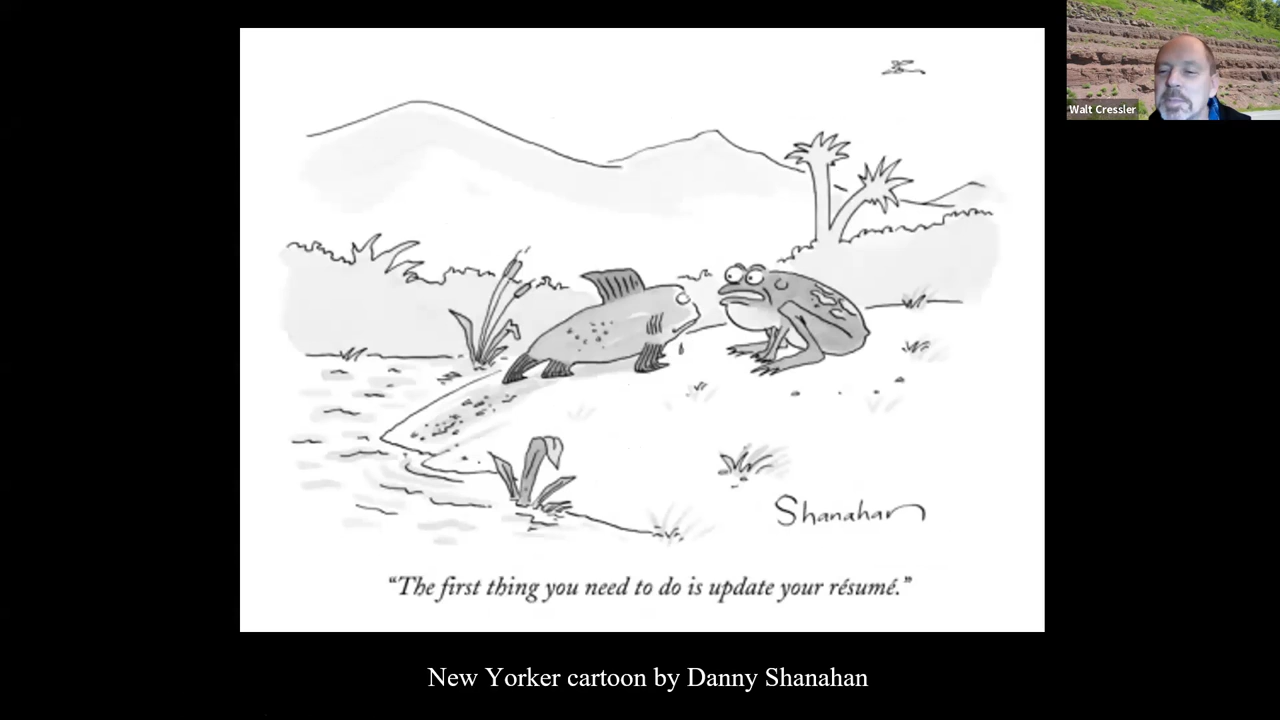 Walt Cressler
Shanahan
“The first thing you need to do is update your résumé.”
New Yorker cartoon by Danny Shanahan